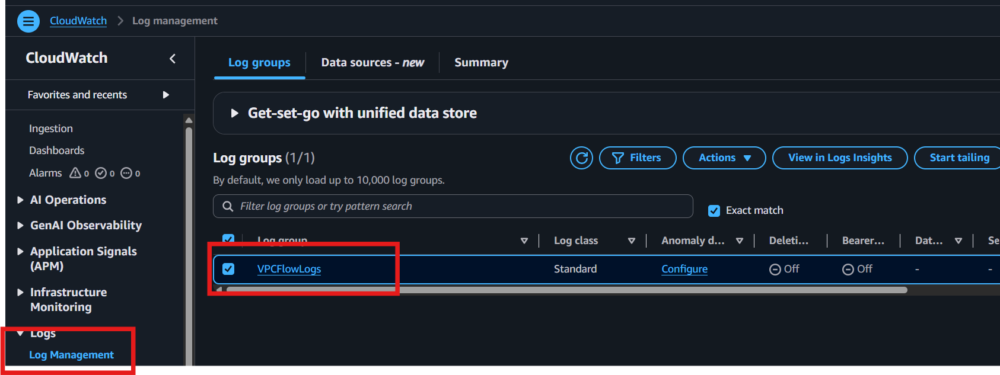 CloudWatch > Log management
CloudWatch
Favorites and recents
Ingestion
Dashboards
Alarms 0 0 0
AI Operations
GenAI Observability
Application Signals
(APM)
Infrastructure
Monitoring
Logs
Log Management
Log groups
Data sources - new
Summary
Get-set-go with unified data store
Log groups (1/1)
Filters
Actions
View in Logs Insights
Start tailing
By default, we only load up to 10,000 log groups.
Filter log groups or try pattern search
Exact match
Log group
Log class
Anomaly d...
Deleti...
Bearer...
Dat...
Se
VPCFlowLogs
Standard
Configure
Off
Off
-
-